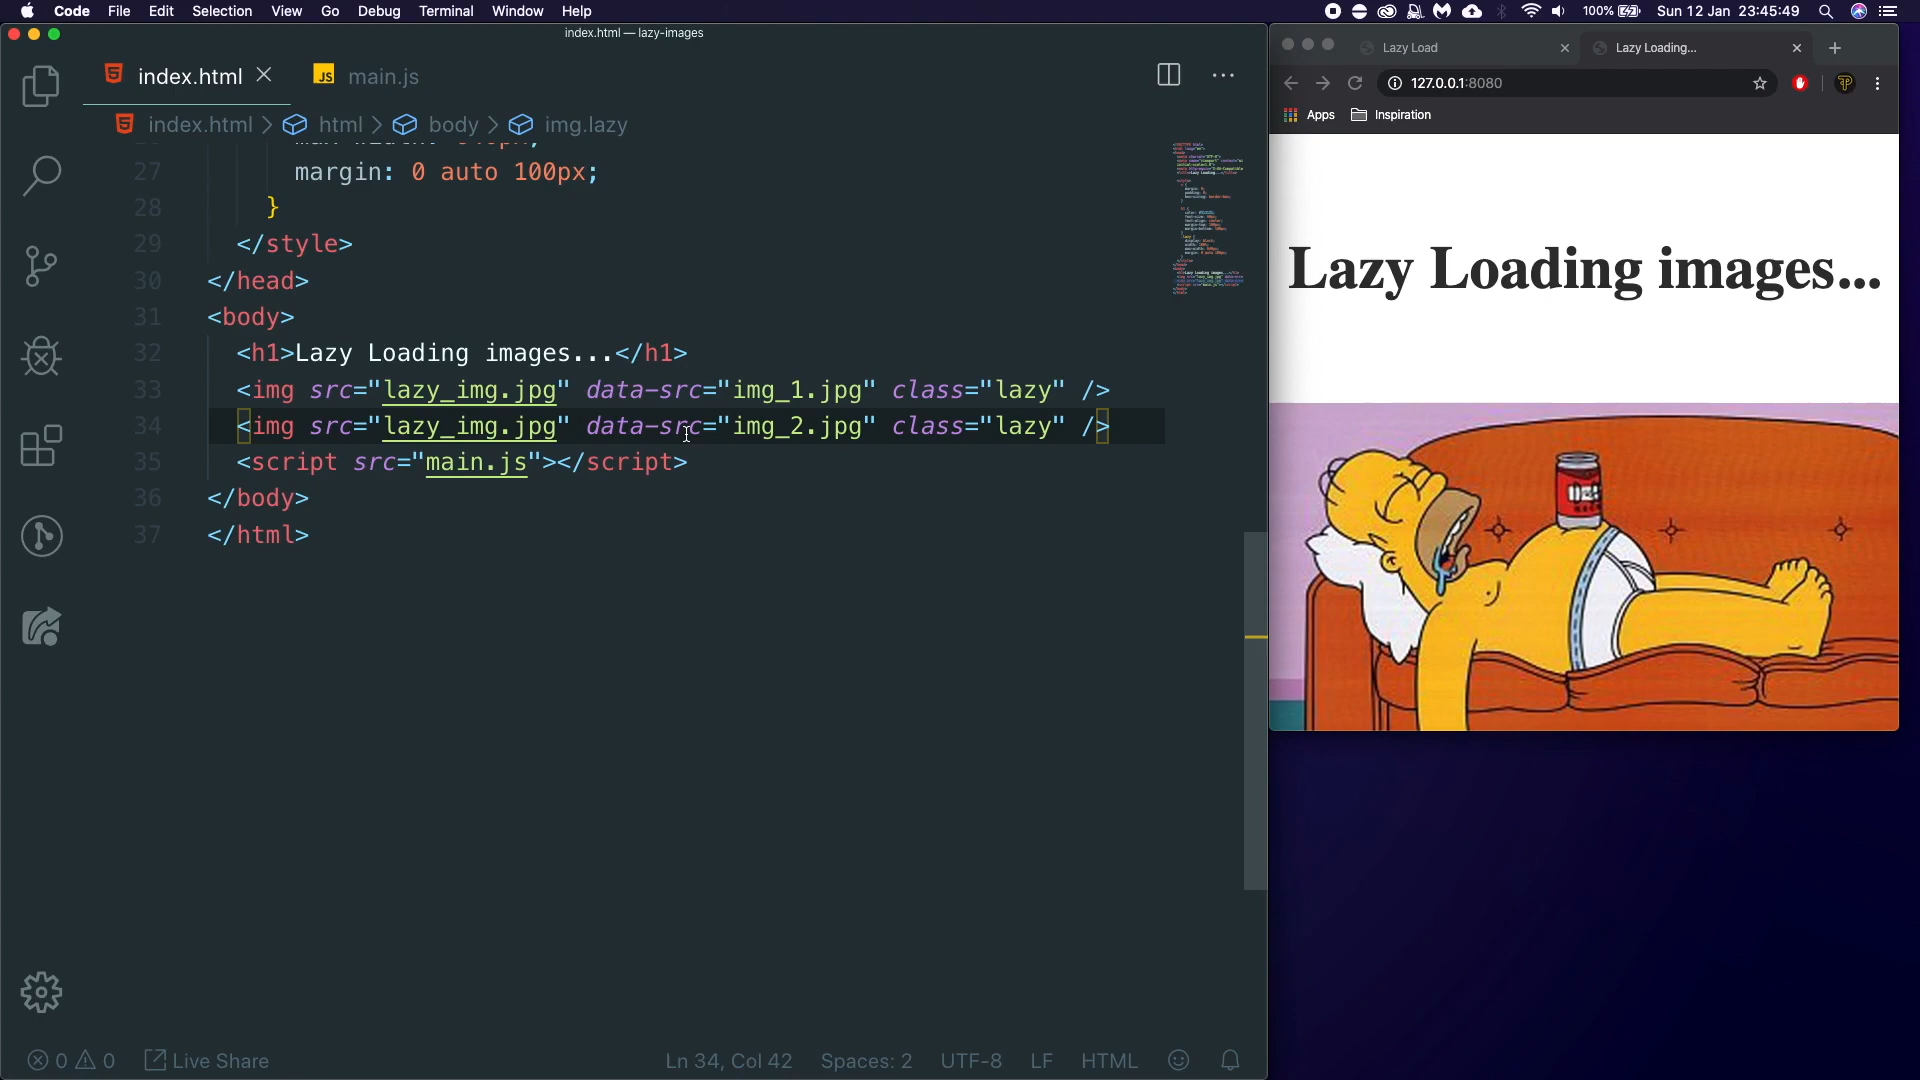 Code File Edit Selection View Go Debug Terminal Window Help
100% Sun 12 Jan 23:45:49
index.html — lazy-images
index.html
JS main.js
index.html > html > body > img.lazy
27 margin: 0 auto 100px;
28 }
29 </style>
30 </head>
31 <body>
32 <h1>Lazy Loading images...</h1>
33 <img src="lazy_img.jpg" data-src="img_1.jpg" class="lazy" />
34 <img src="lazy_img.jpg" data-src="img_2.jpg" class="lazy" />
35 <script src="main.js"></script>
36 </body>
37 </html>
0 0 Live Share
Ln 34, Col 42 Spaces: 2 UTF-8 LF HTML
Lazy Load
Lazy Loading...
127.0.0.1:8080
Apps Inspiration
Lazy Loading images...